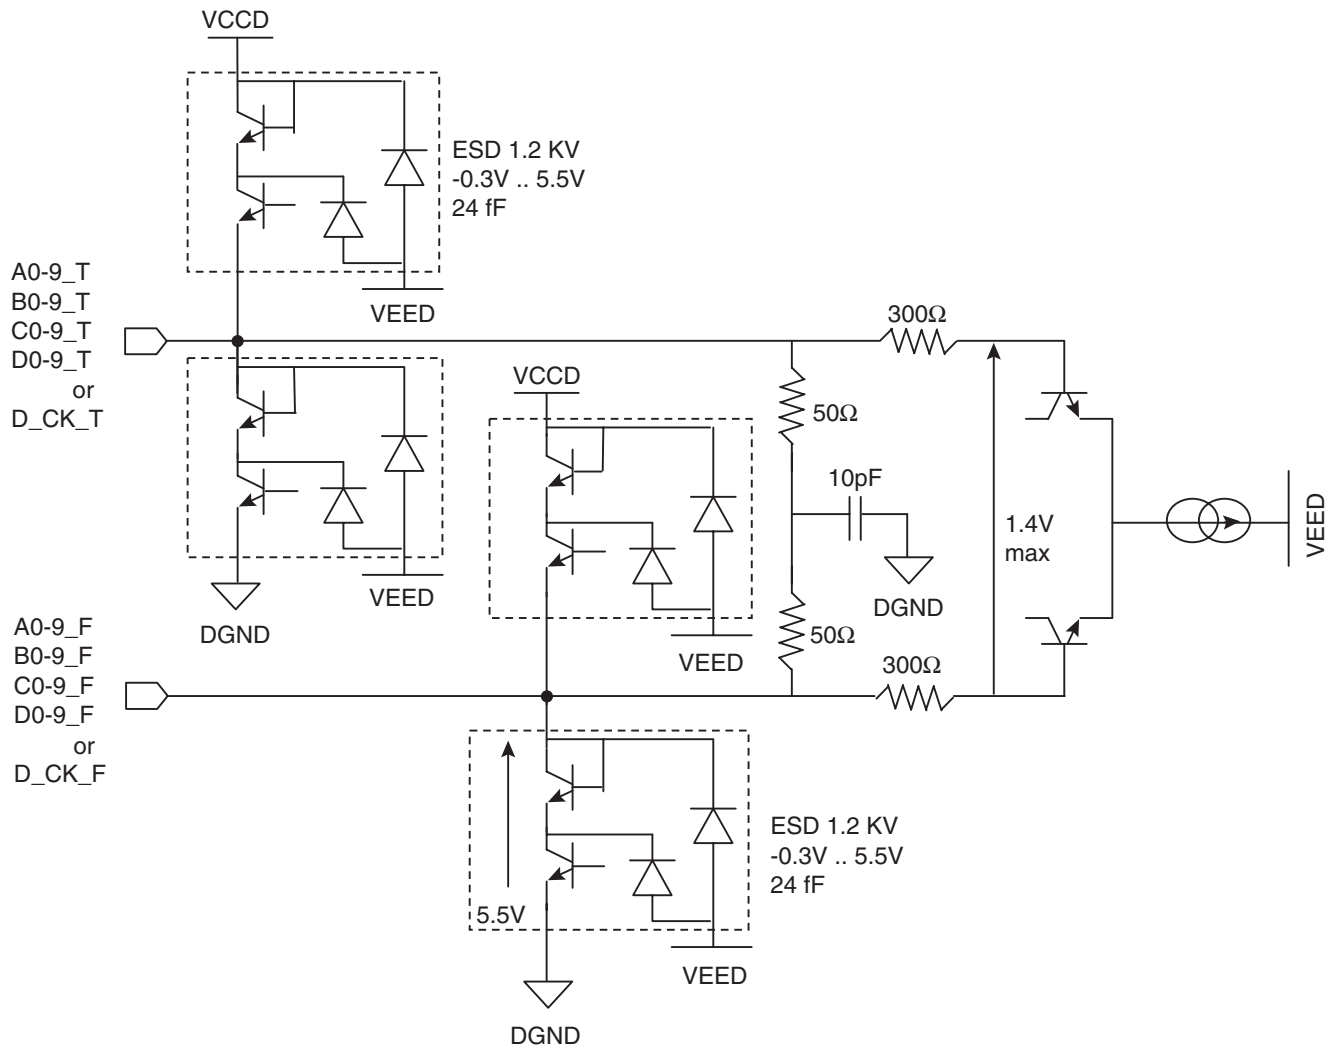 VCCD
ESD 1.2 KV
-0.3V .. 5.5V
24 fF
VEED
A0-9_T
B0-9_T
C0-9_T
D0-9_T
or
D_CK_T
300Ω
VCCD
50Ω
10pF
1.4V
max
VEED
DGND
VEED
DGND
50Ω
VEED
300Ω
A0-9_F
B0-9_F
C0-9_F
D0-9_F
or
D_CK_F
ESD 1.2 KV
-0.3V .. 5.5V
24 fF
5.5V
VEED
DGND